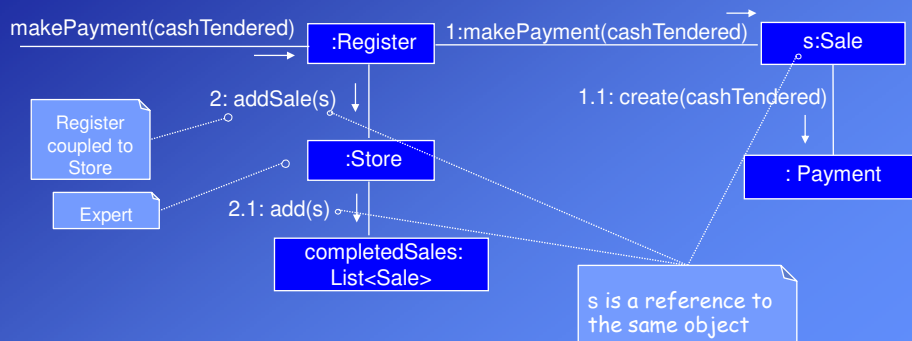 makePayment(cashTendered)
:Register
1:makePayment(cashTendered)
s:Sale
2: addSale(s)
1.1: create(cashTendered)
Register
coupled to
Store
:Store
: Payment
Expert
2.1: add(s)
completedSales:
List<Sale>
s is a reference to
the same object